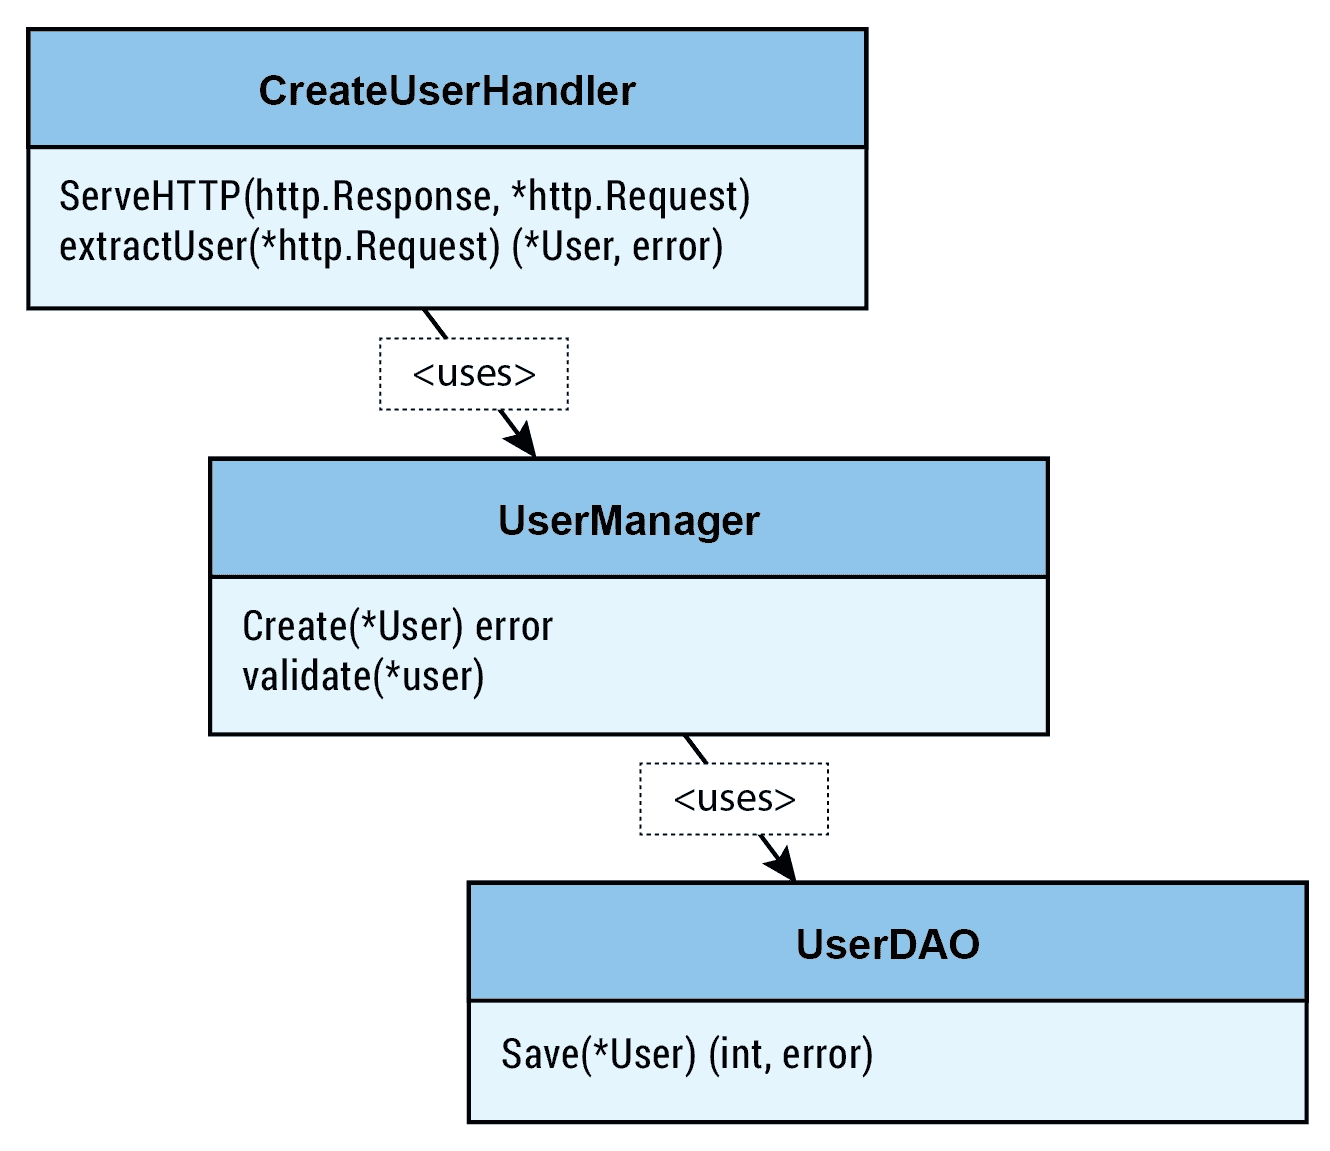 CreateUserHandler
ServeHTTP(http.Response, *http.Request)
extractUser(*http.Request) (*User, error)
<uses>
UserManager
Create(*User) error
validate(*user)
<uses>
UserDAO
Save(*User) (int, error)